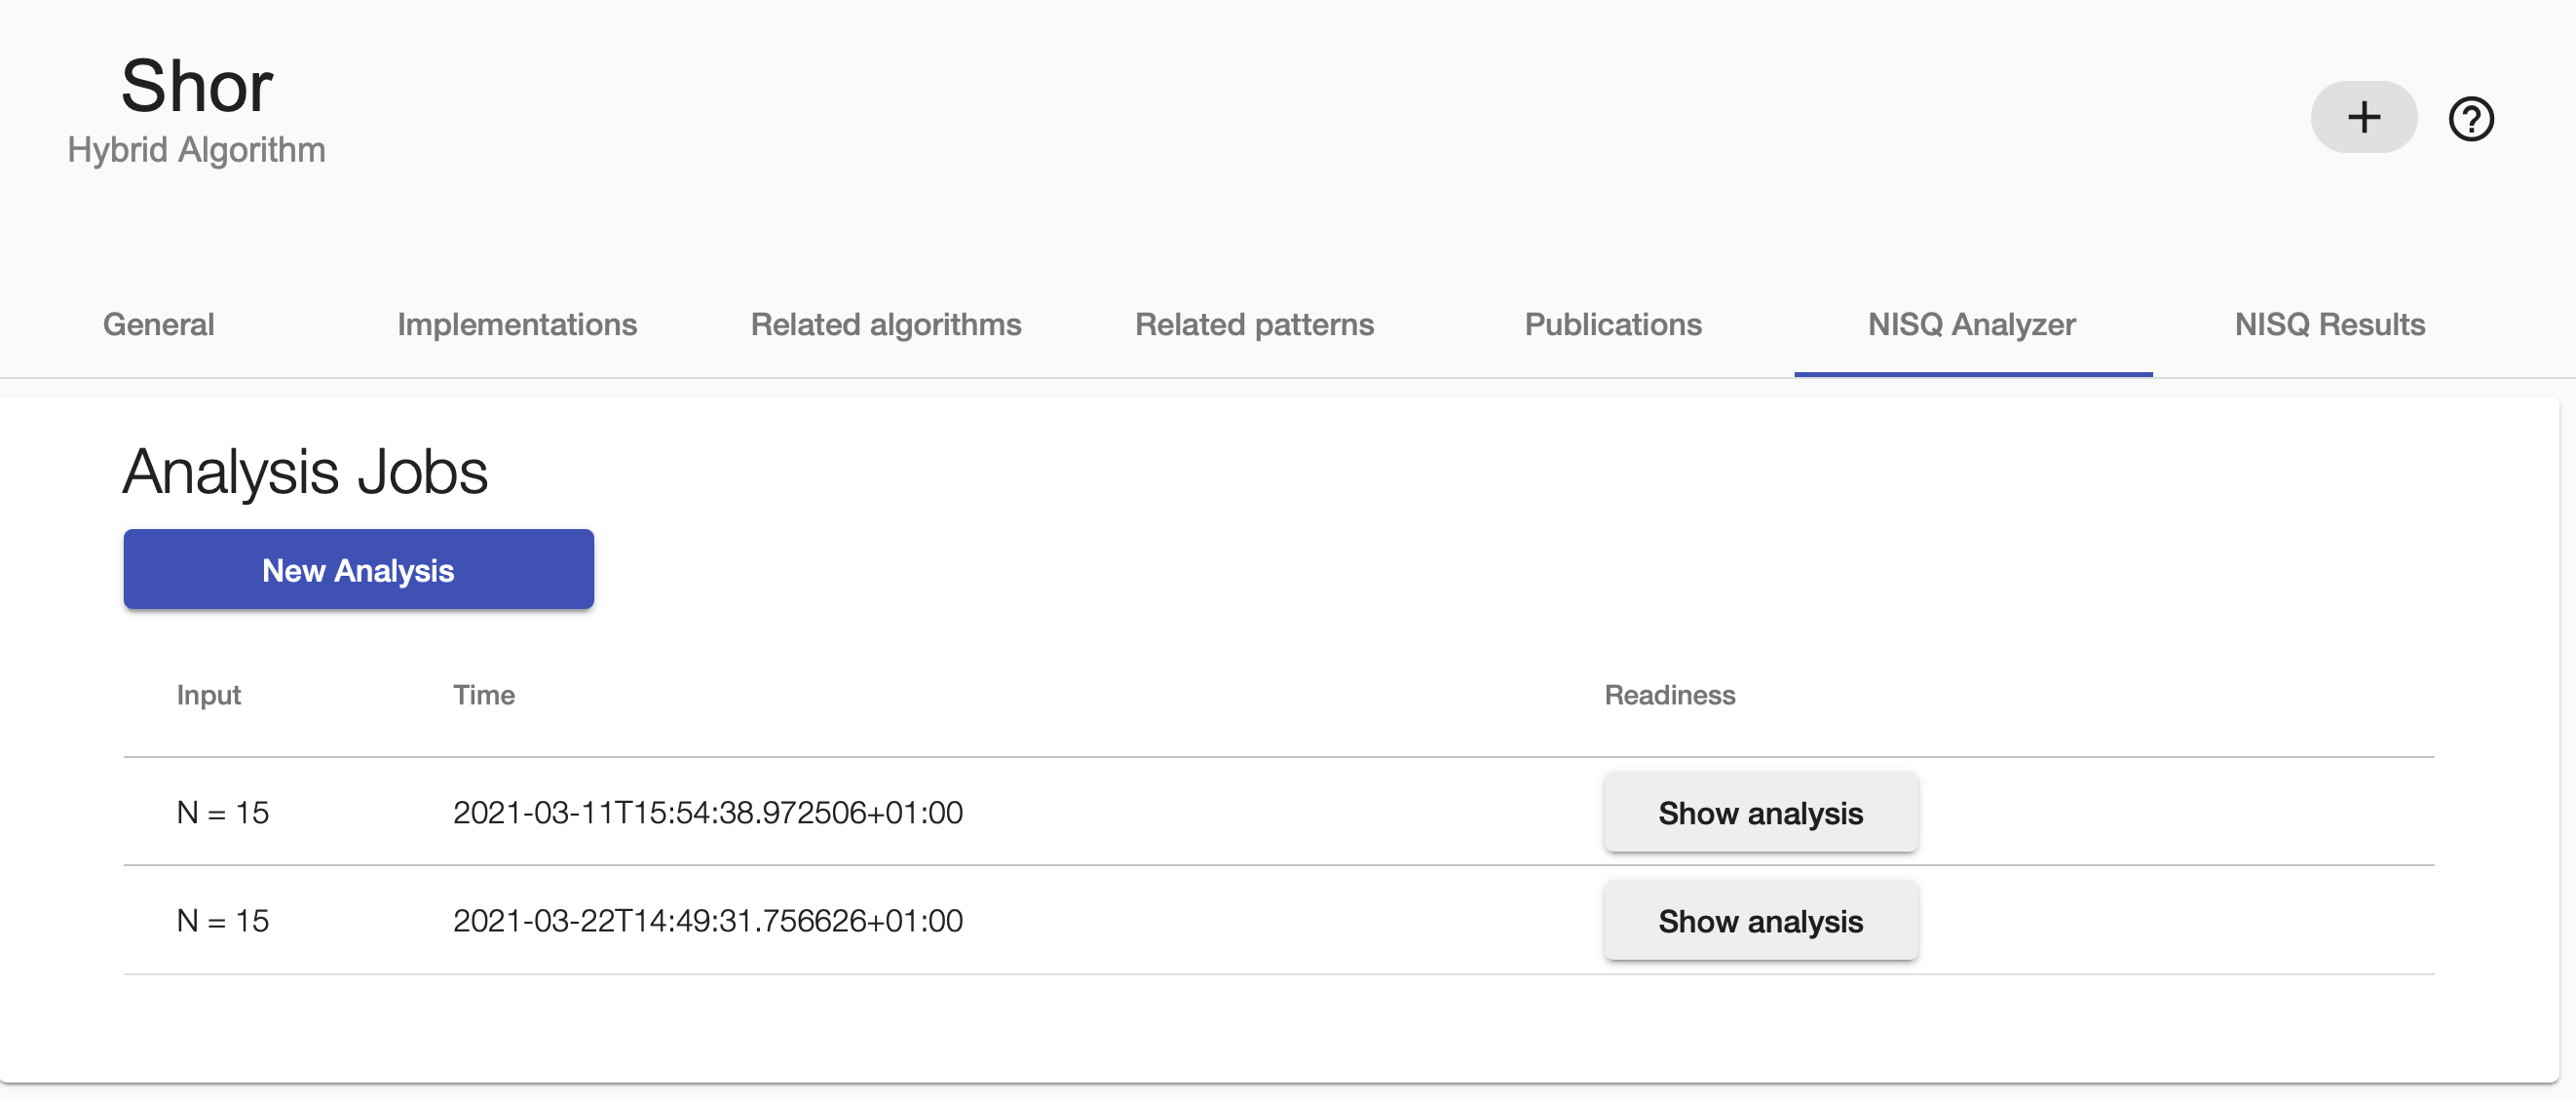 Shor
Hybrid Algorithm
General Implementations Related algorithms Related patterns Publications NISQ Analyzer NISQ Results
Analysis Jobs
New Analysis
Input Time Readiness
N = 15 2021-03-11T15:54:38.972506+01:00 Show analysis
N = 15 2021-03-22T14:49:31.756626+01:00 Show analysis